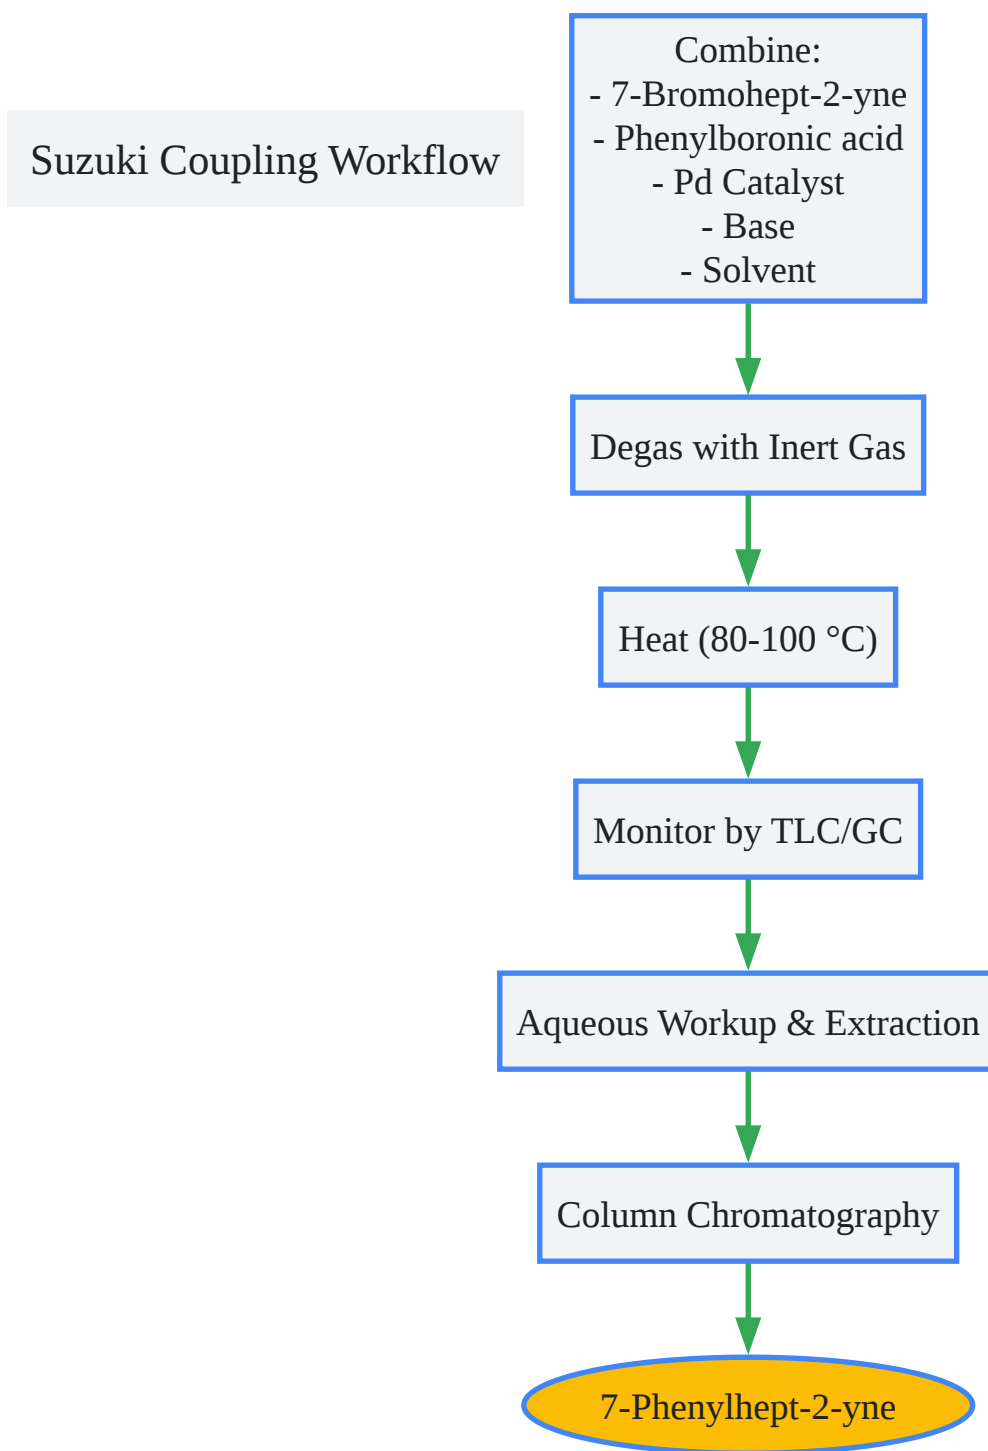 Suzuki Coupling Workflow
Combine:
- 7-Bromohept-2-yne
- Phenylboronic acid
- Pd Catalyst
- Base
- Solvent
Degas with Inert Gas
Heat (80-100 °C)
Monitor by TLC/GC
Aqueous Workup & Extraction
Column Chromatography
7-Phenylhept-2-yne